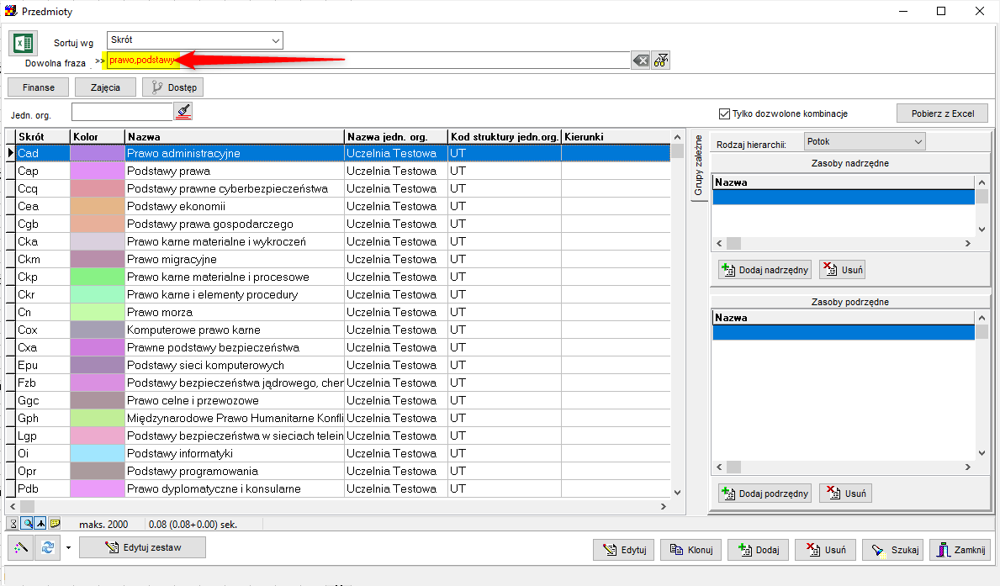 Przedmioty
Sortuj wg Skrót
Dowolna fraza >> prawo,podstawy
Finanse Zajęcia Dostęp
Jedn. org. Tylko dozwolone kombinacje Pobierz z Excel
Skrót Kolor Nazwa Nazwa jedn. org. Kod struktury jedn.org. Kierunki
Cad Prawo administracyjne Uczelnia Testowa UT
Cap Podstawy prawa Uczelnia Testowa UT
Ccq Podstawy prawne cyberbezpieczeństwa Uczelnia Testowa UT
Cea Podstawy ekonomii Uczelnia Testowa UT
Cgb Podstawy prawa gospodarczego Uczelnia Testowa UT
Cka Prawo karne materialne i wykroczeń Uczelnia Testowa UT
Ckm Prawo migracyjne Uczelnia Testowa UT
Ckp Prawo karne materialne i procesowe Uczelnia Testowa UT
Ckr Prawo karne i elementy procedury Uczelnia Testowa UT
Cn Prawo morza Uczelnia Testowa UT
Cox Komputerowe prawo karne Uczelnia Testowa UT
Cxa Prawne podstawy bezpieczeństwa Uczelnia Testowa UT
Epu Podstawy sieci komputerowych Uczelnia Testowa UT
Fzb Podstawy bezpieczeństwa jądrowego, cher Uczelnia Testowa UT
Ggc Prawo celne i przewozowe Uczelnia Testowa UT
Gph Międzynarodowe Prawo Humanitarne Konfli Uczelnia Testowa UT
Lgp Podstawy bezpieczeństwa w sieciach telein Uczelnia Testowa UT
Oi Podstawy informatyki Uczelnia Testowa UT
Opr Podstawy programowania Uczelnia Testowa UT
Pdb Prawo dyplomatyczne i konsularne Uczelnia Testowa UT
Grupy zależne
Rodzaj hierarchii: Potok
Zasoby nadrzędne
Nazwa
Dodaj nadrzędny Usuń
Zasoby podrzędne
Nazwa
Dodaj podrzędny Usuń
maks. 2000 0.08 (0.08+0.00) sek.
Edytuj zestaw Edytuj Klonuj Dodaj Usuń Szukaj Zamknij